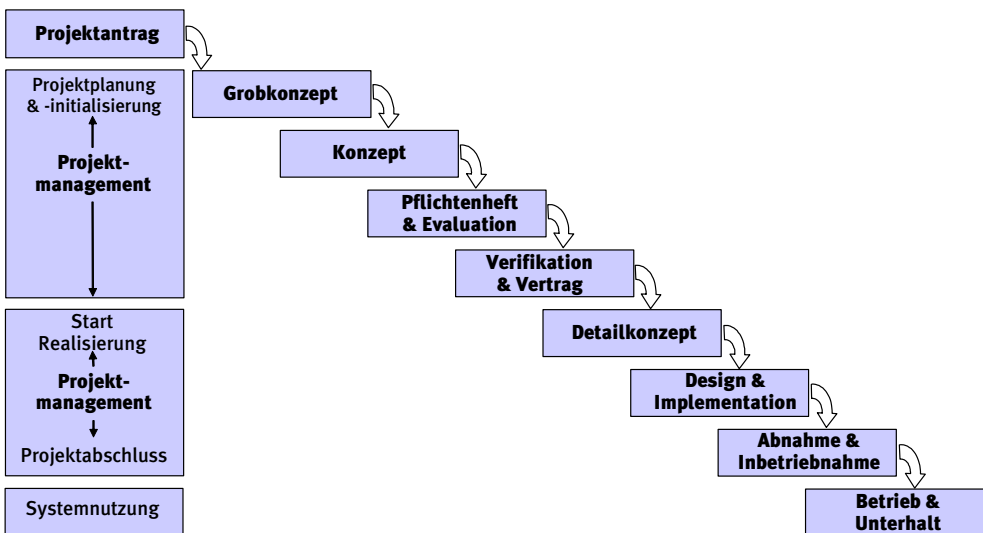 Projektantrag
Projektplanung
& -initialisierung
Projekt-
management
Start
Realisierung
Projekt-
management
Projektabschluss
Systemnutzung
Grobkonzept
Konzept
Pflichtenheft
& Evaluation
Verifikation
& Vertrag
Detailkonzept
Design &
Implementation
Abnahme &
Inbetriebnahme
Betrieb &
Unterhalt